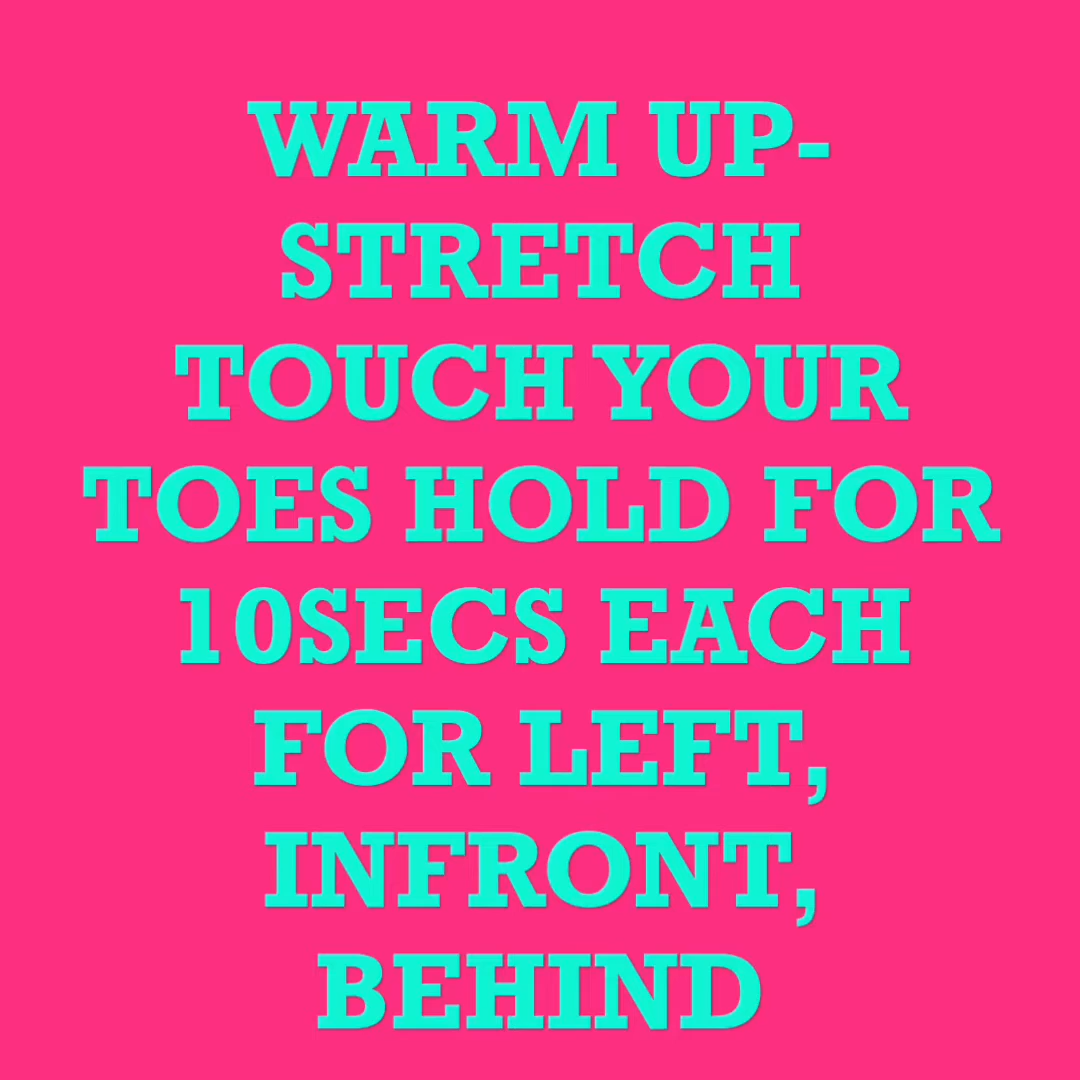 WARM UP-
STRETCH
TOUCH YOUR
TOES HOLD FOR
10SECS EACH
FOR LEFT,
INFRONT,
BEHIND